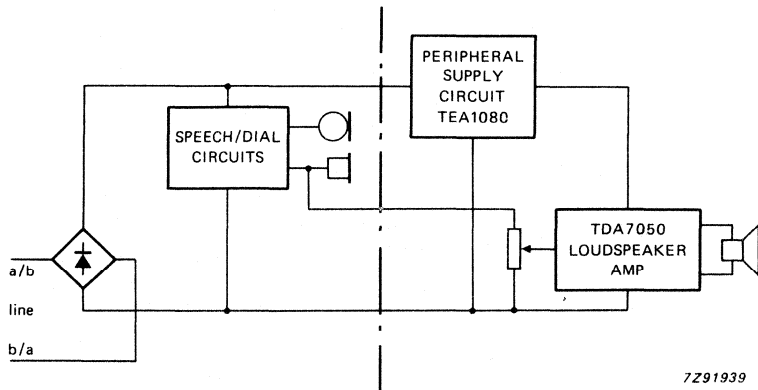 PERIPHERAL
SUPPLY
CIRCUIT
TEA1080
SPEECH/DIAL
CIRCUITS
TDA7050
LOUDSPEAKER
AMP
a/b
line
b/a
7Z91939